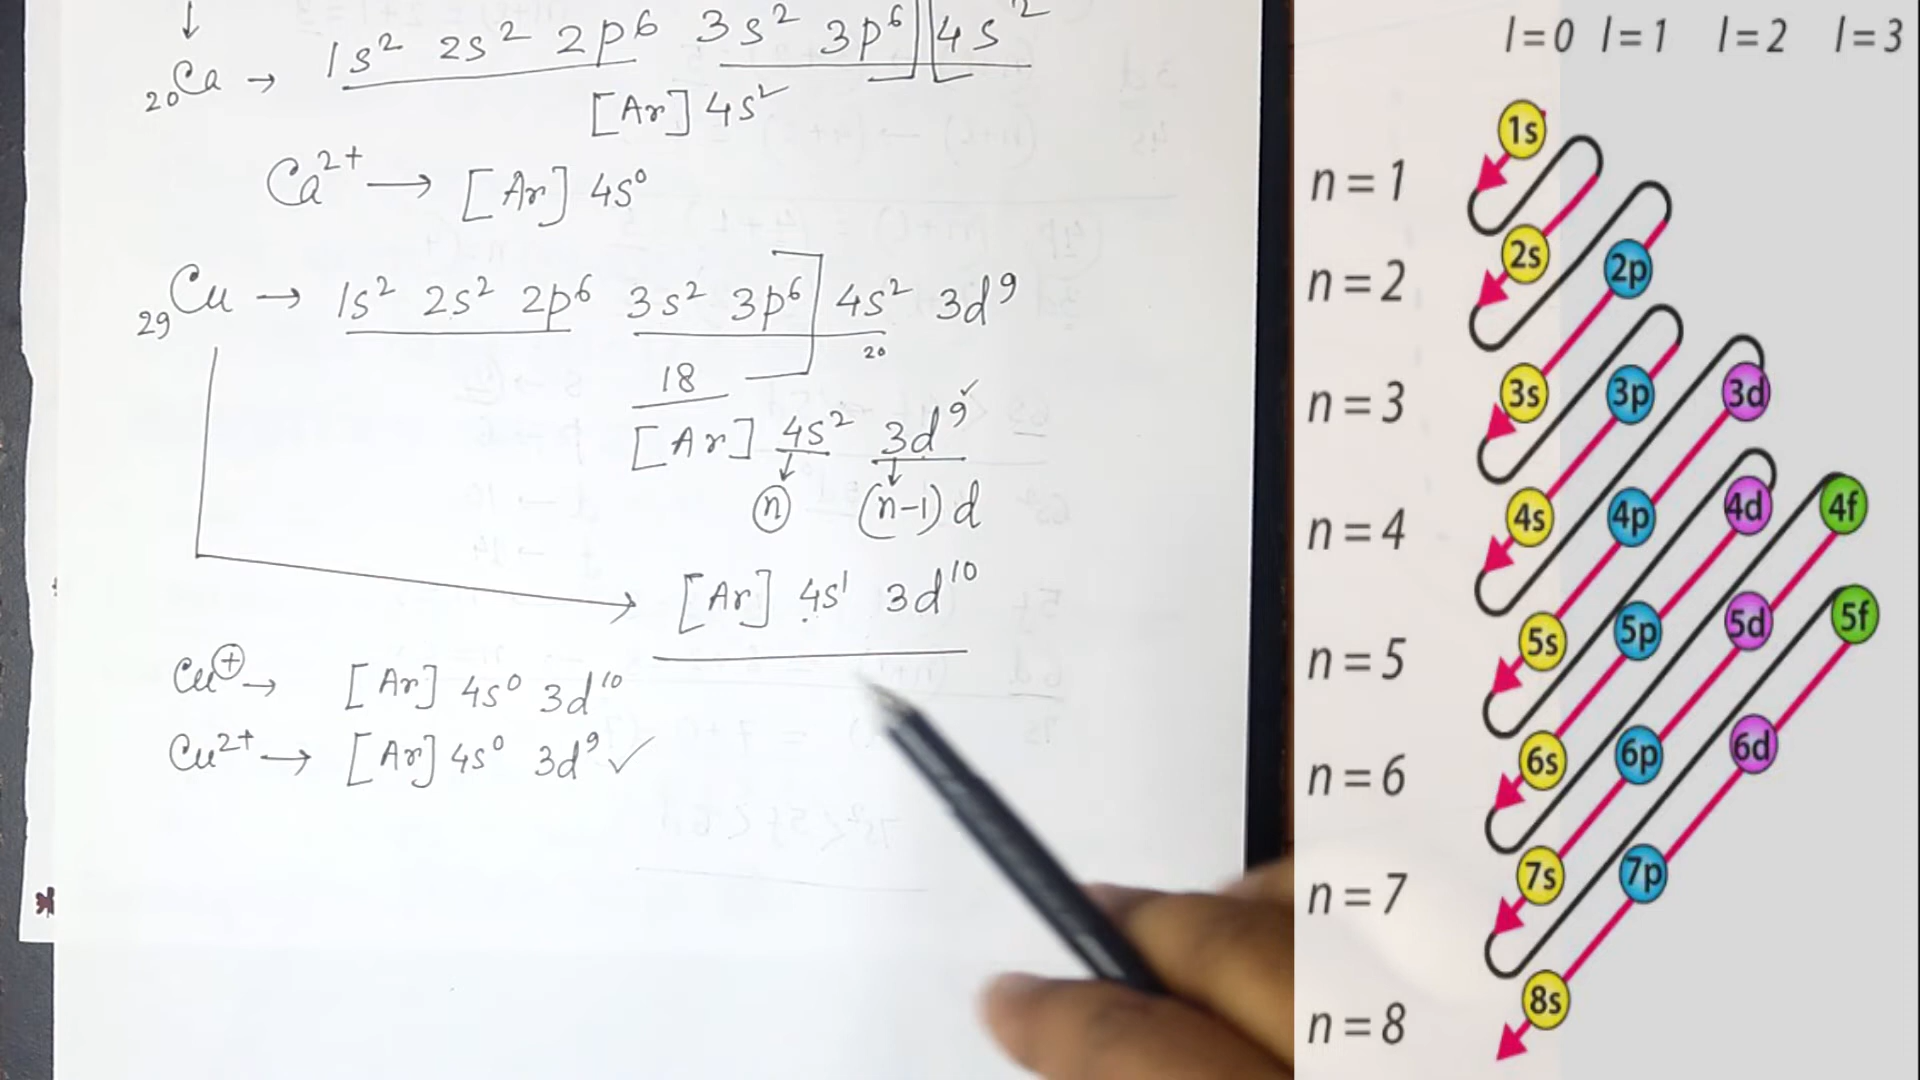 1s² 2s² 2p⁶ 3s² 3p⁶ 4s²
₂₀Ca →
[Ar] 4s²
Ca²⁺ → [Ar] 4s⁰
₂₉Cu → 1s² 2s² 2p⁶ 3s² 3p⁶ 4s² 3d⁹
20
18
[Ar] 4s² 3d⁹ ✓
n (n-1)d
[Ar] 4s¹ 3d¹⁰
Cu⁺ → [Ar] 4s⁰ 3d¹⁰
Cu²⁺ → [Ar] 4s⁰ 3d⁹ ✓
l=0 l=1 l=2 l=3
1s
n=1
2s 2p
n=2
3s 3p 3d
n=3
4s 4p 4d 4f
n=4
5s 5p 5d 5f
n=5
6s 6p 6d
n=6
7s 7p
n=7
8s
n=8